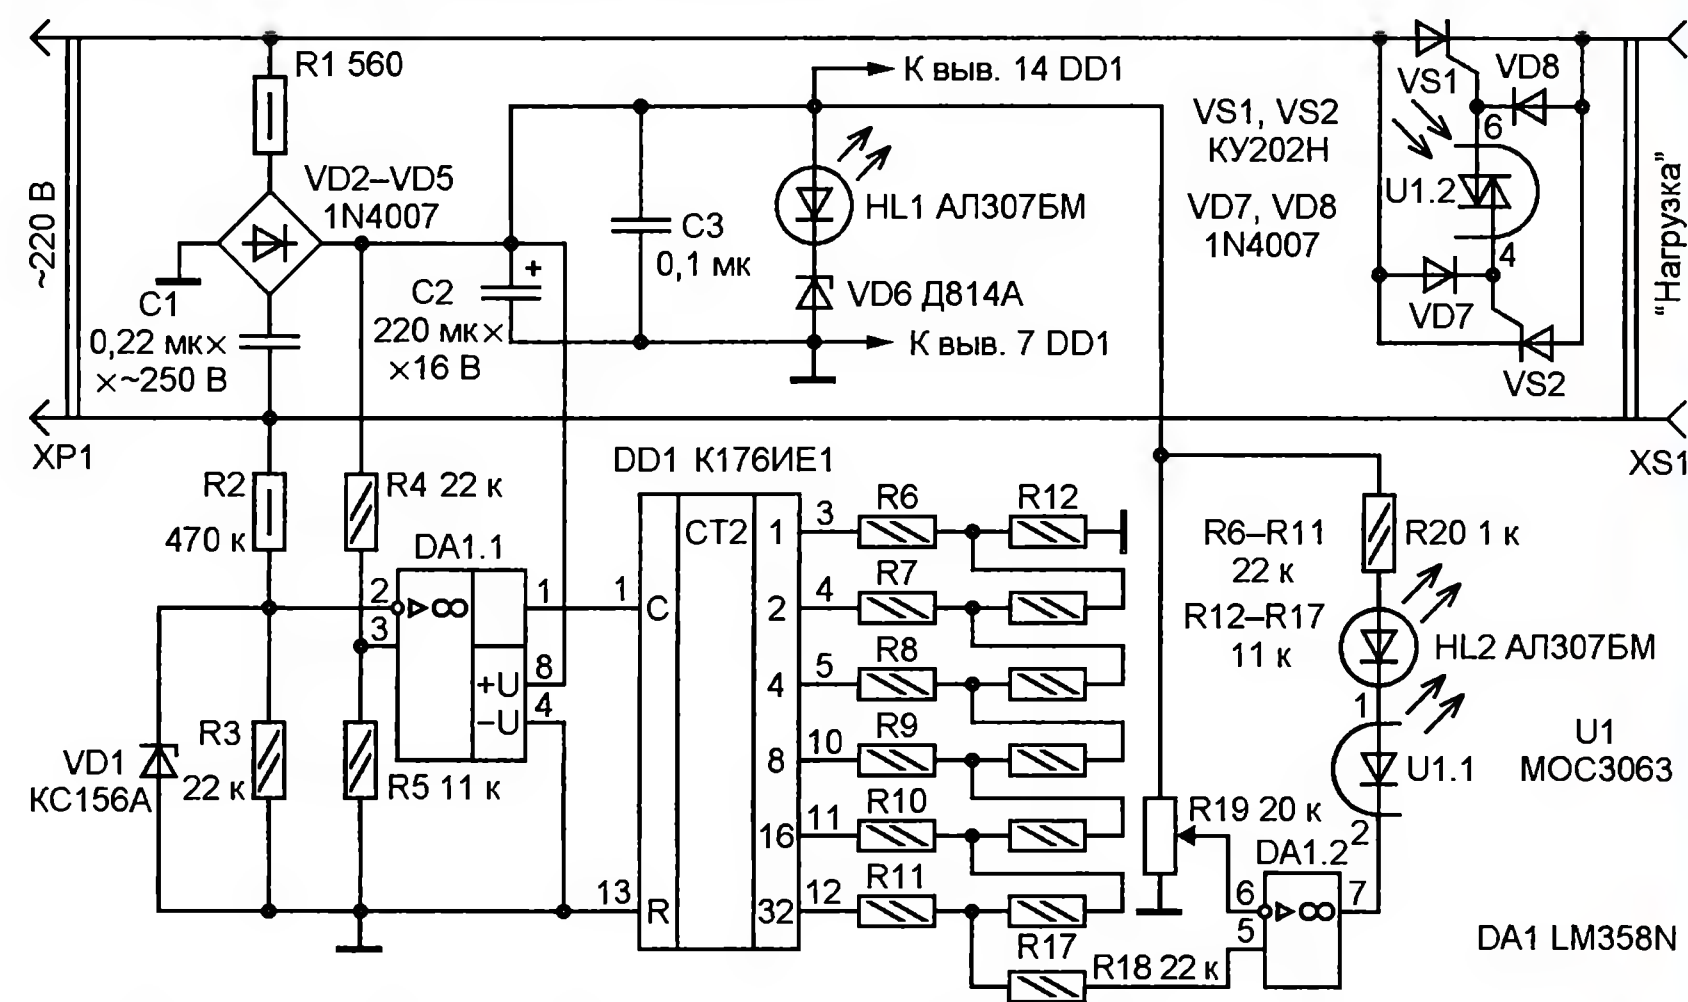 R1 560
К выв. 14 DD1
VS1
VD8
VS1, VS2
КУ202Н
6
VD2–VD5
1N4007
HL1 АЛ307БМ
VD7, VD8
1N4007
U1.2
~220 В
"Нагрузка"
C3
0,1 мк
4
C1
0,22 мк×
×~250 В
+
C2
220 мк×
×16 В
VD6 Д814А
VD7
К выв. 7 DD1
VS2
XP1
XS1
DD1 К176ИЕ1
R2
470 к
R4 22 к
DA1.1
CT2
3
1
R6
R12
R6–R11
22 к
R20 1 к
2
▷∞
1
1
C
2
4
R7
R12–R17
11 к
3
5
R8
HL2 АЛ307БМ
+U
8
4
1
–U
4
R3
22 к
VD1
КС156А
R5 11 к
8
10
R9
U1.1
U1
MOC3063
16
11
R10
R19 20 к
2
DA1.2
13
R
32
12
R11
6
▷∞
7
5
R17
R18 22 к
DA1 LM358N